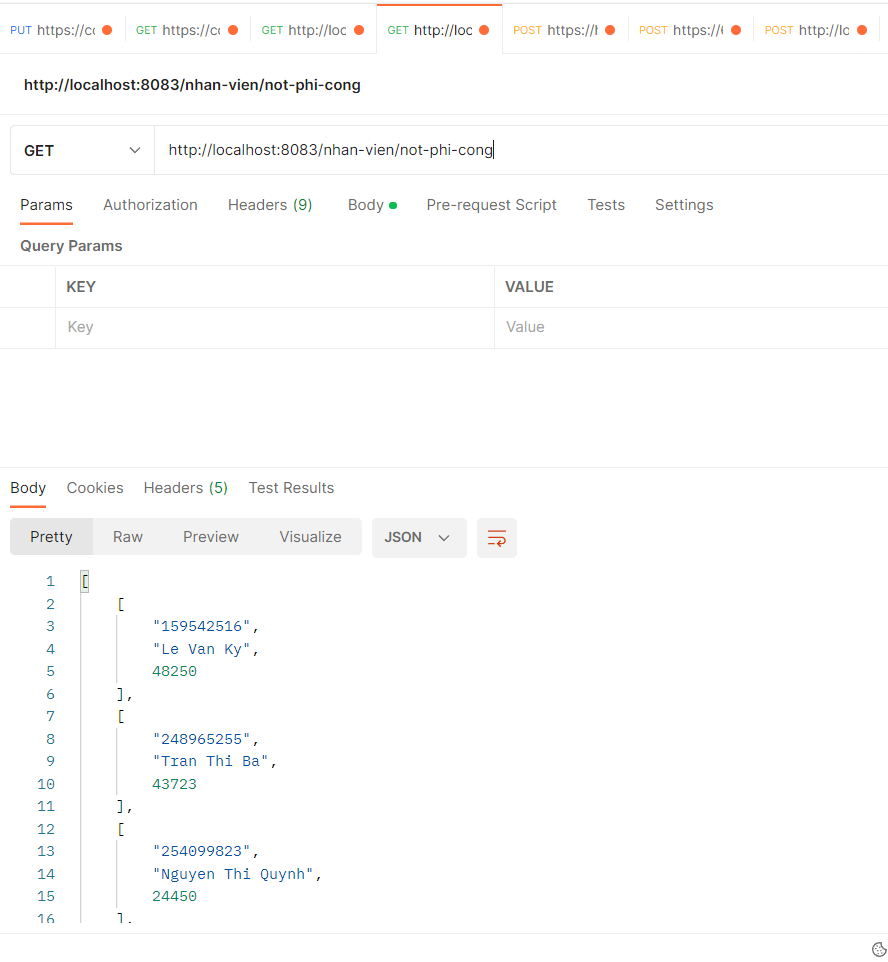 PUT https://cc GET https://cc GET http://loc GET http://loc POST https://h POST https://6 POST http://lo
http://localhost:8083/nhan-vien/not-phi-cong
GET http://localhost:8083/nhan-vien/not-phi-cong
Params Authorization Headers (9) Body Pre-request Script Tests Settings
Query Params
KEY VALUE
Key Value
Body Cookies Headers (5) Test Results
Pretty Raw Preview Visualize JSON
1 [
2 [
3 "159542516",
4 "Le Van Ky",
5 48250
6 ],
7 [
8 "248965255",
9 "Tran Thi Ba",
10 43723
11 ],
12 [
13 "254099823",
14 "Nguyen Thi Quynh",
15 24450
16 ],